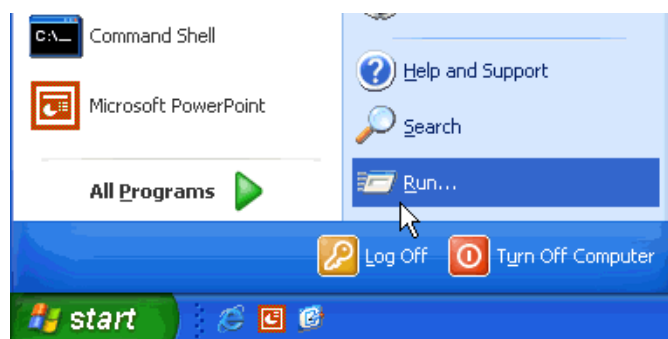 C:\_
Command Shell
Microsoft PowerPoint
All Programs
Help and Support
Search
Run...
Log Off
Turn Off Computer
start